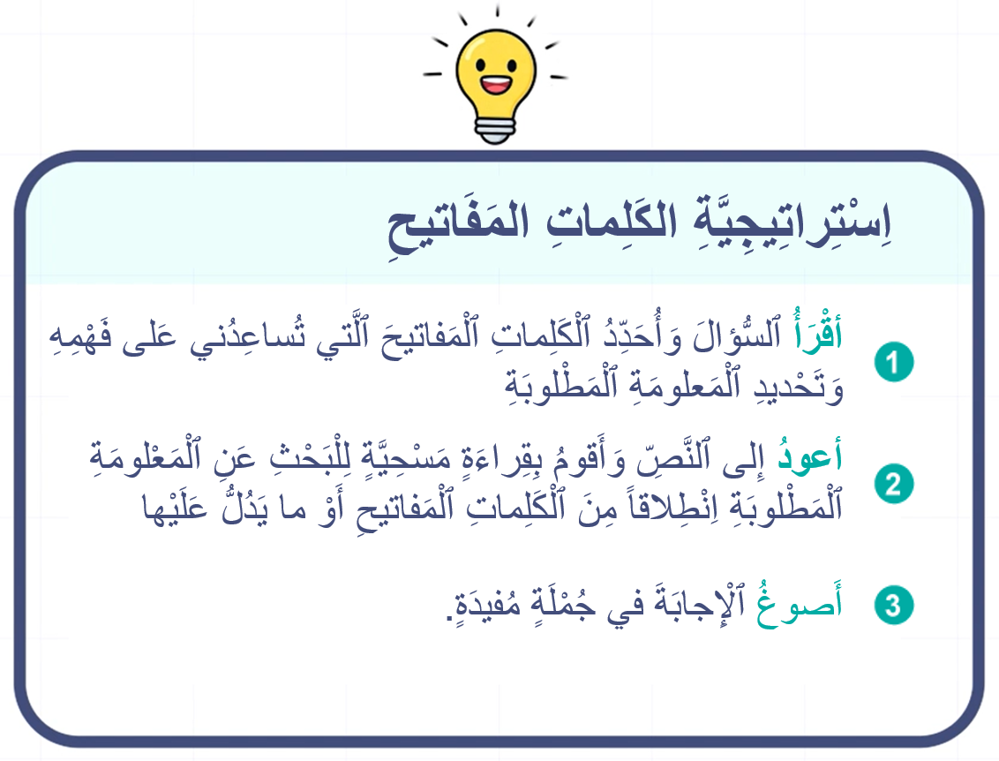 اِسْتِراتِيجِيَّةِ الكَلِماتِ المَفَاتيحِ
1 أقْرَأُ ٱلسُّؤالَ وَأُحَدِّدُ ٱلْكَلِماتِ ٱلْمَفاتيحَ ٱلَّتي تُساعِدُني عَلى فَهْمِهِ
وَتَحْديدِ ٱلْمَعلومَةِ ٱلْمَطْلوبَةِ
2 أعودُ إِلى ٱلنَّصِّ وَأَقومُ بِقِراءَةٍ مَسْحِيَّةٍ لِلْبَحْثِ عَنِ ٱلْمَعْلومَةِ
ٱلْمَطْلوبَةِ اِنْطِلاقاً مِنَ ٱلْكَلِماتِ ٱلْمَفاتيحِ أَوْ ما يَدُلُّ عَلَيْها
3 أَصوغُ ٱلْإِجابَةَ في جُمْلَةٍ مُفيدَةٍ.